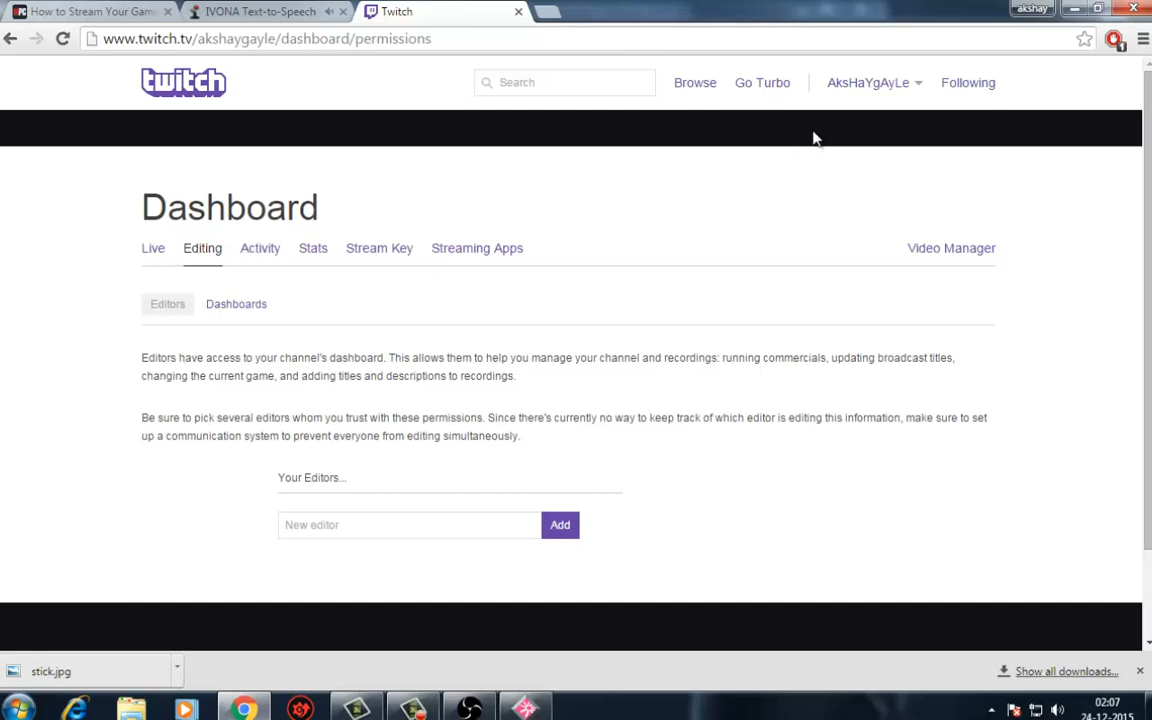 How to Stream Your Game
IVONA Text-to-Speech
Twitch
akshay
www.twitch.tv/akshaygayle/dashboard/permissions
1
twitch
Search
Browse
Go Turbo
AksHaYgAyLe
Following
Dashboard
Live
Editing
Activity
Stats
Stream Key
Streaming Apps
Video Manager
Editors
Dashboards
Editors have access to your channel's dashboard. This allows them to help you manage your channel and recordings: running commercials, updating broadcast titles,
changing the current game, and adding titles and descriptions to recordings.
Be sure to pick several editors whom you trust with these permissions. Since there's currently no way to keep track of which editor is editing this information, make sure to set
up a communication system to prevent everyone from editing simultaneously.
Your Editors...
New editor
Add
stick.jpg
Show all downloads...
02:07
24-12-2015